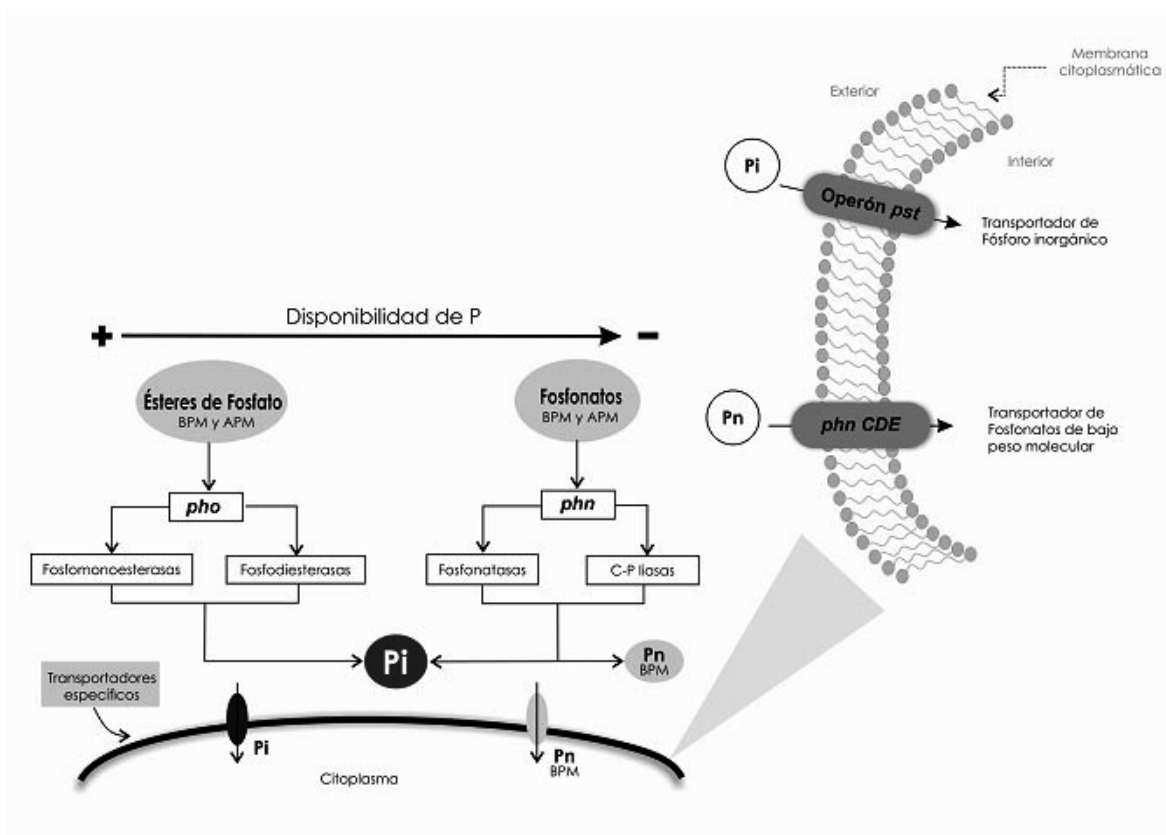 Membrana
citoplasmática
Exterior
Interior
Pi
Operón pst
Transportador de
Fósforo inorgánico
Disponibilidad de P
+
-
Ésteres de Fosfato
BPM y APM
Fosfonatos
BPM y APM
Pn
phn CDE
Transportador de
Fosfonatos de bajo
peso molecular
pho
phn
Fosfomonoesterasas
Fosfodiesterasas
Fosfonatasas
C-P liasas
Pi
Pn
BPM
Transportadores
específicos
Pi
Pn
BPM
Citoplasma